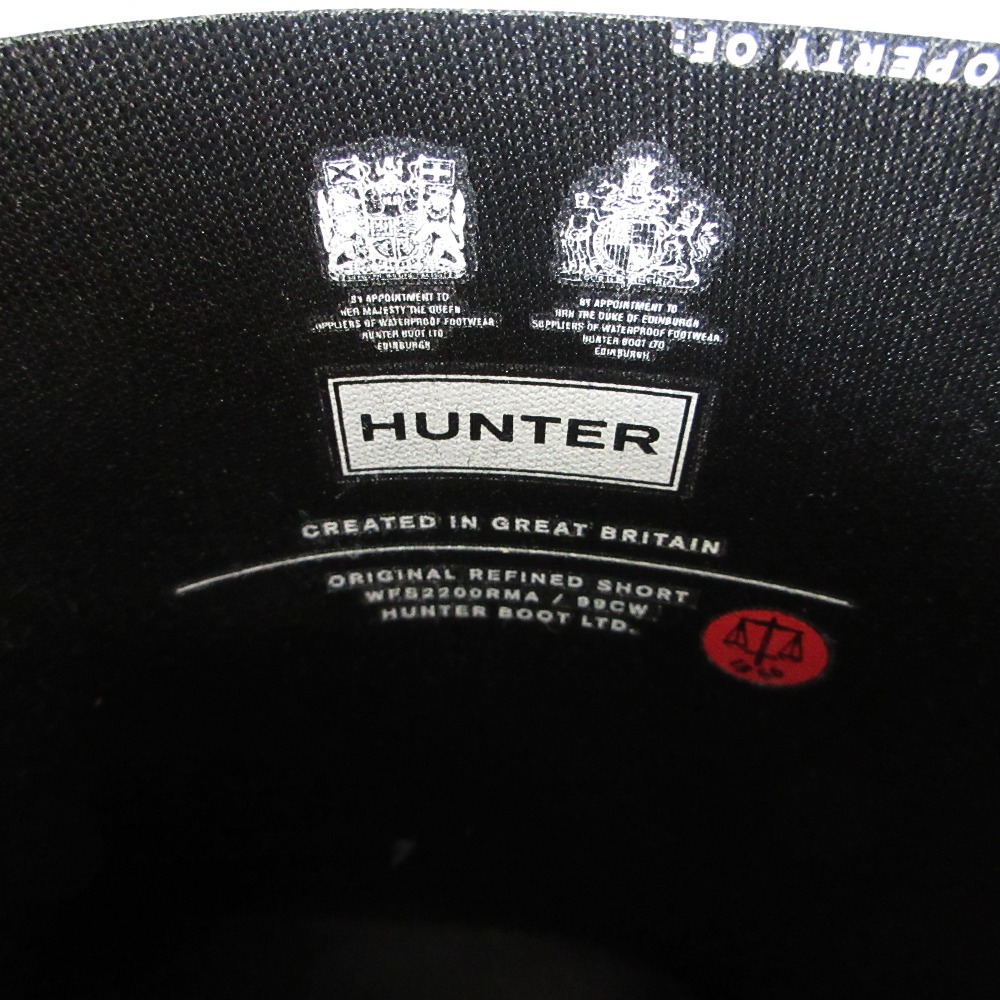 OPERTY OF:
BY APPOINTMENT TO
HER MAJESTY THE QUEEN
SUPPLIERS OF WATERPROOF FOOTWEAR
HUNTER BOOT LTD
EDINBURGH
BY APPOINTMENT TO
HRH THE DUKE OF EDINBURGH
SUPPLIERS OF WATERPROOF FOOTWEAR
HUNTER BOOT LTD
EDINBURGH
HUNTER
CREATED IN GREAT BRITAIN
ORIGINAL REFINED SHORT
WFS2200RMA / 99CW
HUNTER BOOT LTD.